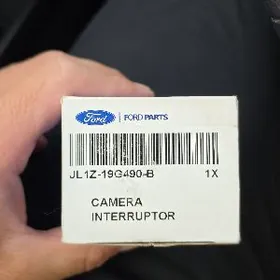 Ford FORD PARTS
JL1Z-19G490-B 1X
CAMERA
INTERRUPTOR